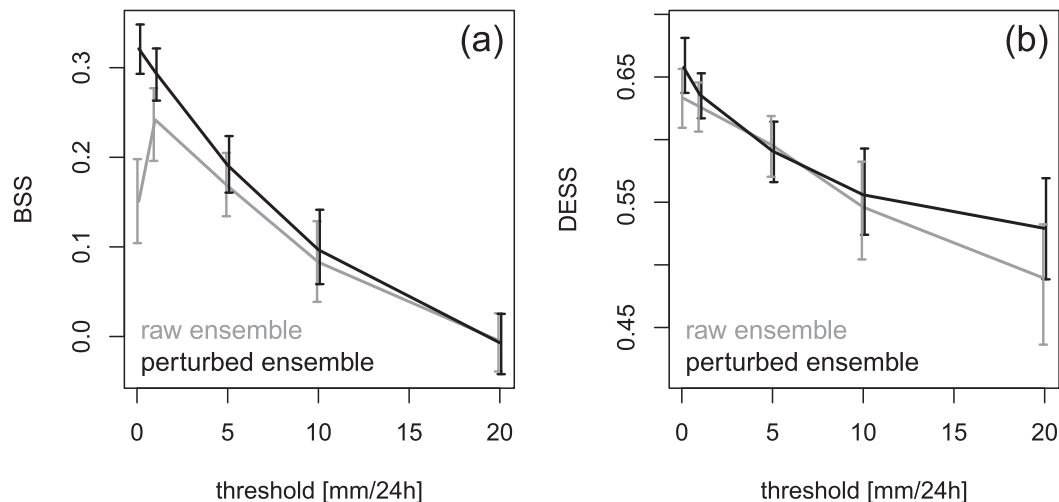 (a)
BSS
0.3
0.2
0.1
0.0
raw ensemble
perturbed ensemble
0 5 10 15 20
threshold [mm/24h]
(b)
DESS
0.65
0.55
0.45
raw ensemble
perturbed ensemble
0 5 10 15 20
threshold [mm/24h]